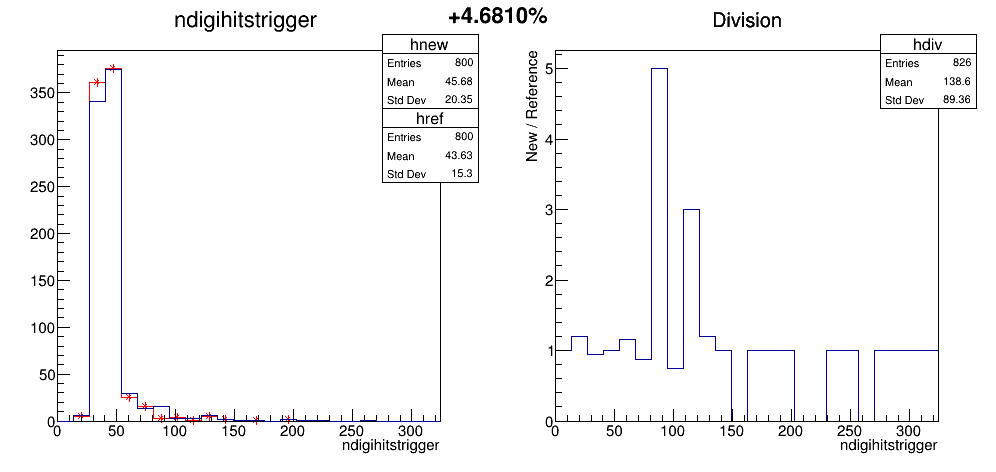 +4.6810%
ndigihitstrigger
hnew
Entries 800
Mean 45.68
Std Dev 20.35
href
Entries 800
Mean 43.63
Std Dev 15.3
350
300
250
200
150
100
50
0
0 50 100 150 200 250 300
ndigihitstrigger
Division
hdiv
Entries 826
Mean 138.6
Std Dev 89.36
New / Reference
5
4
3
2
1
0
0 50 100 150 200 250 300
ndigihitstrigger